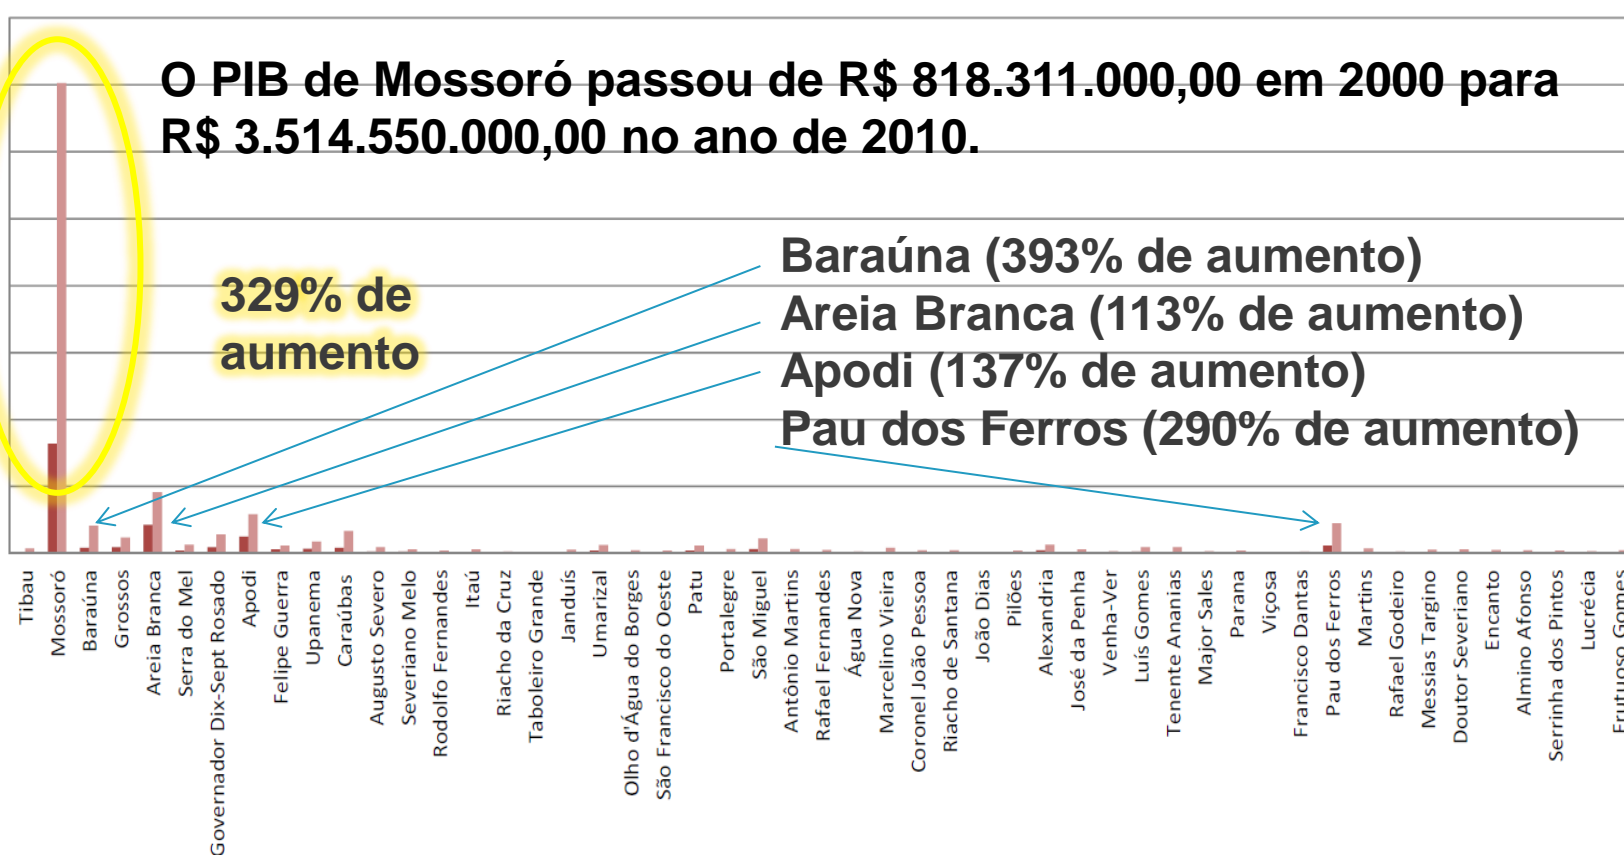 O PIB de Mossoró passou de R$ 818.311.000,00 em 2000 para
R$ 3.514.550.000,00 no ano de 2010.
329% de
aumento
Baraúna (393% de aumento)
Areia Branca (113% de aumento)
Apodi (137% de aumento)
Pau dos Ferros (290% de aumento)
Tibau
Mossoró
Baraúna
Grossos
Areia Branca
Serra do Mel
Governador Dix-Sept Rosado
Apodi
Felipe Guerra
Upanema
Caraúbas
Augusto Severo
Severiano Melo
Rodolfo Fernandes
Itaú
Riacho da Cruz
Taboleiro Grande
Janduís
Umarizal
Olho d'Água do Borges
São Francisco do Oeste
Patu
Portalegre
São Miguel
Antônio Martins
Rafael Fernandes
Água Nova
Marcelino Vieira
Coronel João Pessoa
Riacho de Santana
João Dias
Pilões
Alexandria
José da Penha
Venha-Ver
Luís Gomes
Tenente Ananias
Major Sales
Parana
Viçosa
Francisco Dantas
Pau dos Ferros
Martins
Rafael Godeiro
Messias Targino
Doutor Severiano
Encanto
Almino Afonso
Serrinha dos Pintos
Lucrécia
Frutuoso Gomes